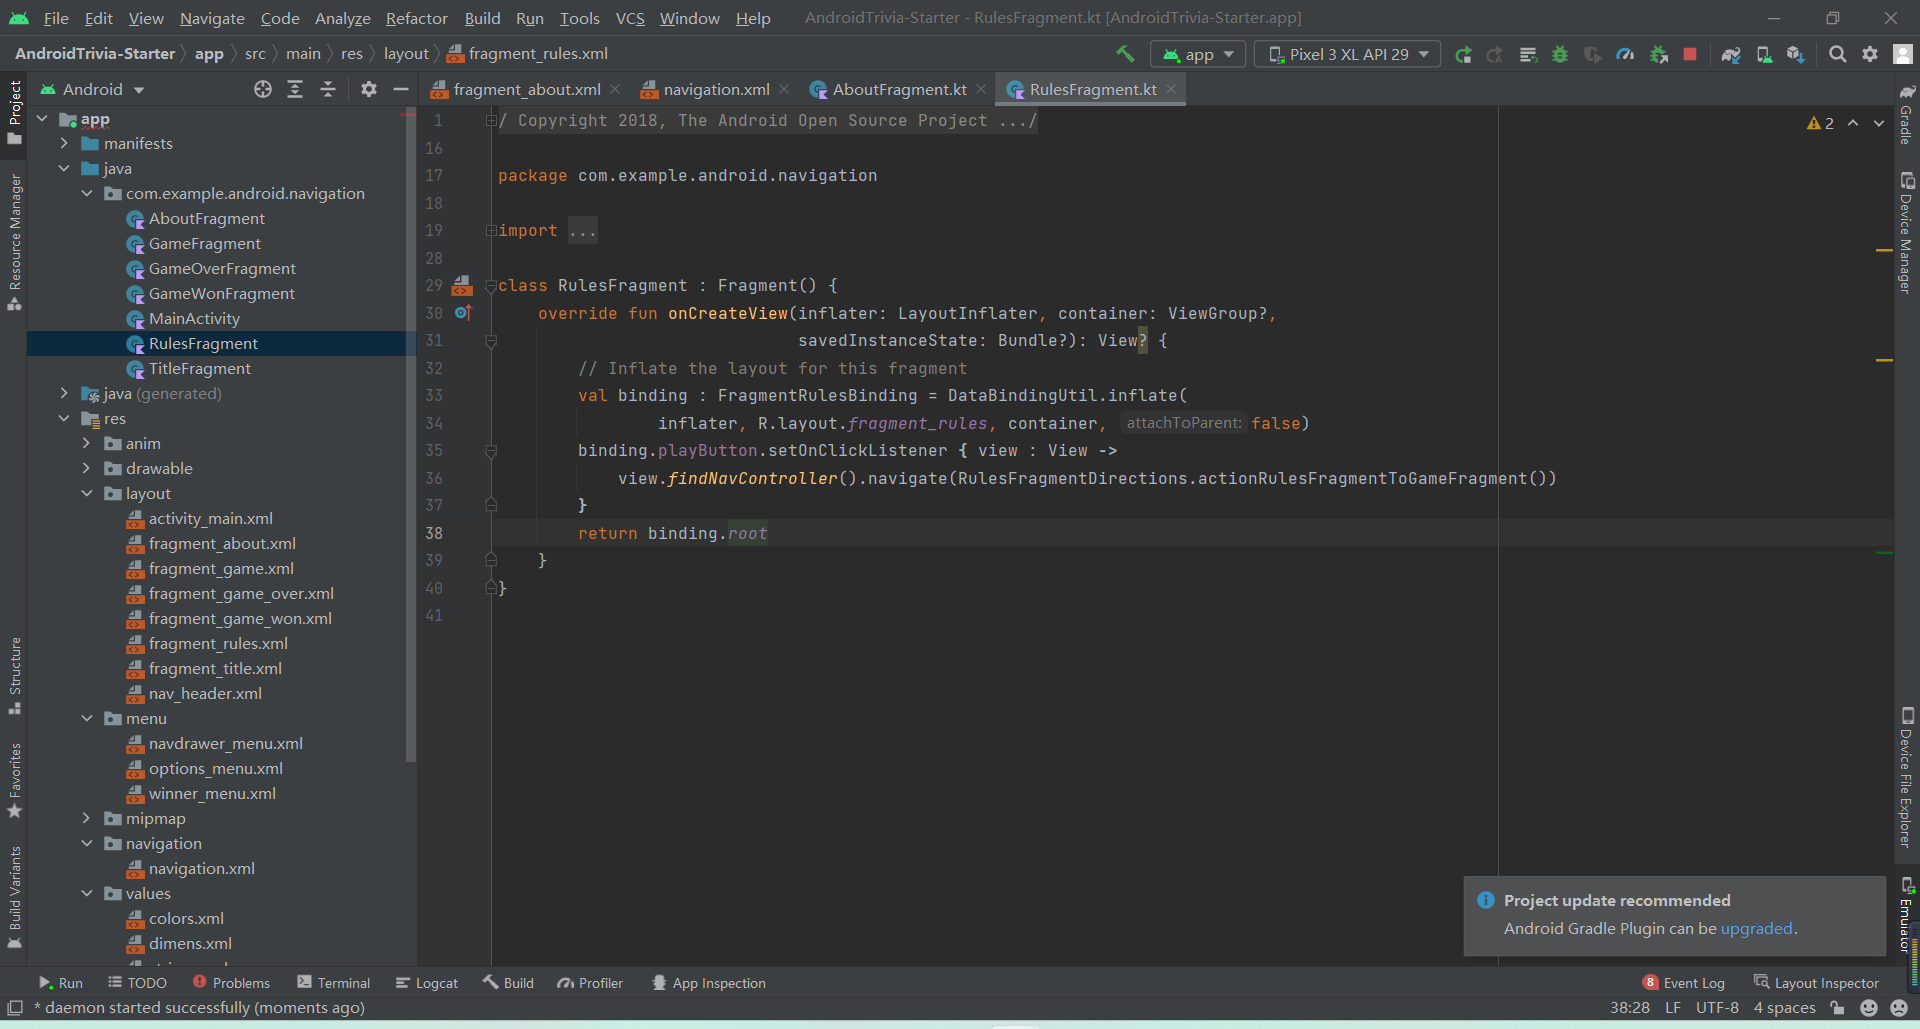 File Edit View Navigate Code Analyze Refactor Build Run Tools VCS Window Help AndroidTrivia-Starter - RulesFragment.kt [AndroidTrivia-Starter.app]
AndroidTrivia-Starter app src main res layout fragment_rules.xml app Pixel 3 XL API 29
Android
fragment_about.xml navigation.xml AboutFragment.kt RulesFragment.kt
app
manifests
java
com.example.android.navigation
AboutFragment
GameFragment
GameOverFragment
GameWonFragment
MainActivity
RulesFragment
TitleFragment
java (generated)
res
anim
drawable
layout
activity_main.xml
fragment_about.xml
fragment_game.xml
fragment_game_over.xml
fragment_game_won.xml
fragment_rules.xml
fragment_title.xml
nav_header.xml
menu
navdrawer_menu.xml
options_menu.xml
winner_menu.xml
mipmap
navigation
navigation.xml
values
colors.xml
dimens.xml
Project
Resource Manager
Structure
Favorites
Build Variants
1 / Copyright 2018, The Android Open Source Project .../
16
17 package com.example.android.navigation
18
19 import ...
28
29 class RulesFragment : Fragment() {
30 override fun onCreateView(inflater: LayoutInflater, container: ViewGroup?,
31 savedInstanceState: Bundle?): View? {
32 // Inflate the layout for this fragment
33 val binding : FragmentRulesBinding = DataBindingUtil.inflate(
34 inflater, R.layout.fragment_rules, container, attachToParent: false)
35 binding.playButton.setOnClickListener { view : View ->
36 view.findNavController().navigate(RulesFragmentDirections.actionRulesFragmentToGameFragment())
37 }
38 return binding.root
39 }
40 }
41
2
Gradle
Device Manager
Device File Explorer
Emulator
Project update recommended
Android Gradle Plugin can be upgraded.
Run TODO Problems Terminal Logcat Build Profiler App Inspection 8 Event Log Layout Inspector
* daemon started successfully (moments ago) 38:28 LF UTF-8 4 spaces